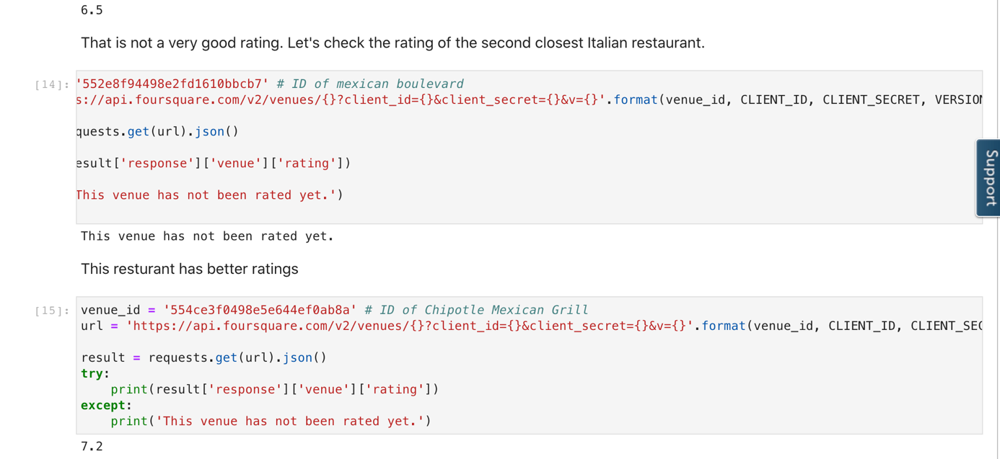 6.5
That is not a very good rating. Let's check the rating of the second closest Italian restaurant.
[14]: '552e8f94498e2fd1610bbcb7' # ID of mexican boulevard
s://api.foursquare.com/v2/venues/{}?client_id={}&client_secret={}&v={}'.format(venue_id, CLIENT_ID, CLIENT_SECRET, VERSION
quests.get(url).json()
esult['response']['venue']['rating'])
This venue has not been rated yet.')
Support
This venue has not been rated yet.
This resturant has better ratings
[15]: venue_id = '554ce3f0498e5e644ef0ab8a' # ID of Chipotle Mexican Grill
url = 'https://api.foursquare.com/v2/venues/{}?client_id={}&client_secret={}&v={}'.format(venue_id, CLIENT_ID, CLIENT_SEC
result = requests.get(url).json()
try:
    print(result['response']['venue']['rating'])
except:
    print('This venue has not been rated yet.')
7.2